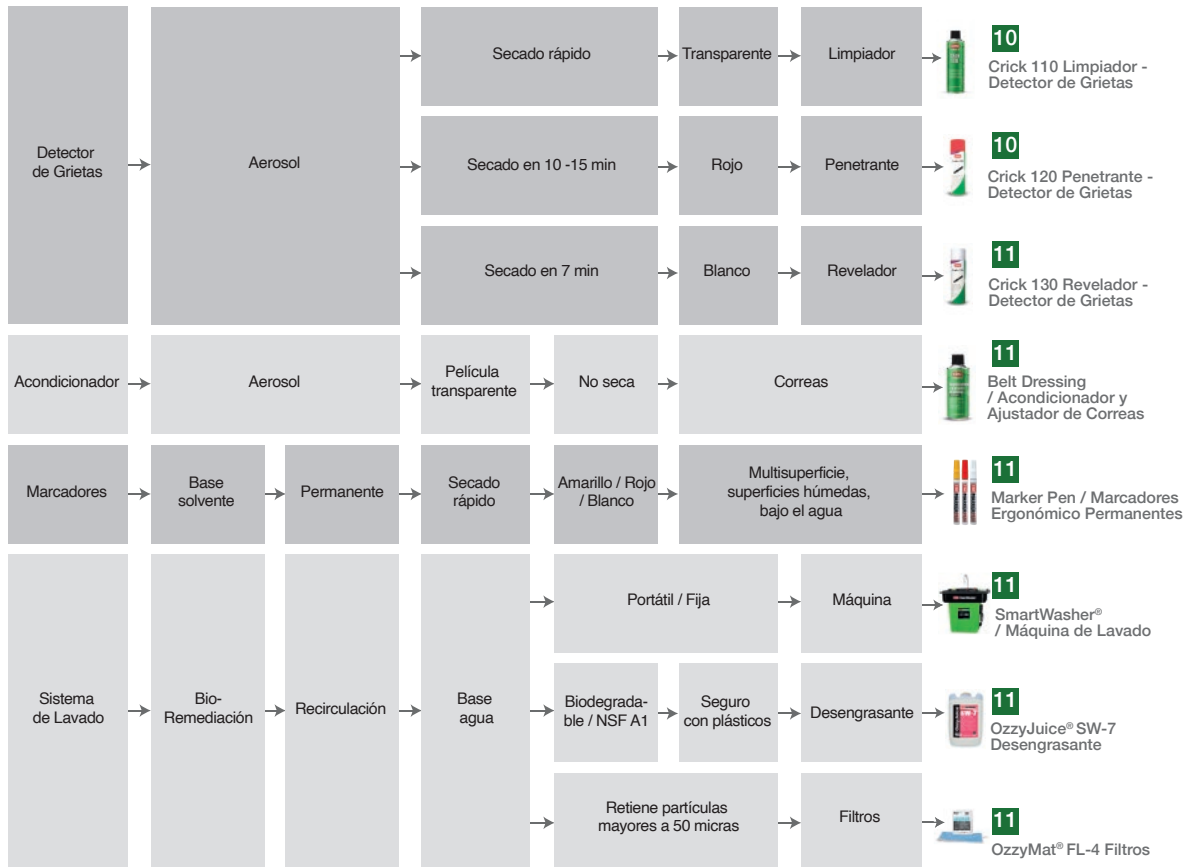 Detector
de Grietas
Aerosol
Secado rápido
Transparente
Limpiador
10
Crick 110 Limpiador -
Detector de Grietas
Secado en 10 -15 min
Rojo
Penetrante
10
Crick 120 Penetrante -
Detector de Grietas
Secado en 7 min
Blanco
Revelador
11
Crick 130 Revelador -
Detector de Grietas
Acondicionador
Aerosol
Película
transparente
No seca
Correas
11
Belt Dressing
/ Acondicionador y
Ajustador de Correas
Marcadores
Base
solvente
Permanente
Secado
rápido
Amarillo / Rojo
/ Blanco
Multisuperficie,
superficies húmedas,
bajo el agua
11
Marker Pen / Marcadores
Ergonómico Permanentes
Sistema
de Lavado
Bio-
Remediación
Recirculación
Base
agua
Portátil / Fija
Máquina
11
SmartWasher®
/ Máquina de Lavado
Biodegrada-
ble / NSF A1
Seguro
con plásticos
Desengrasante
11
OzzyJuice® SW-7
Desengrasante
Retiene partículas
mayores a 50 micras
Filtros
11
OzzyMat® FL-4 Filtros